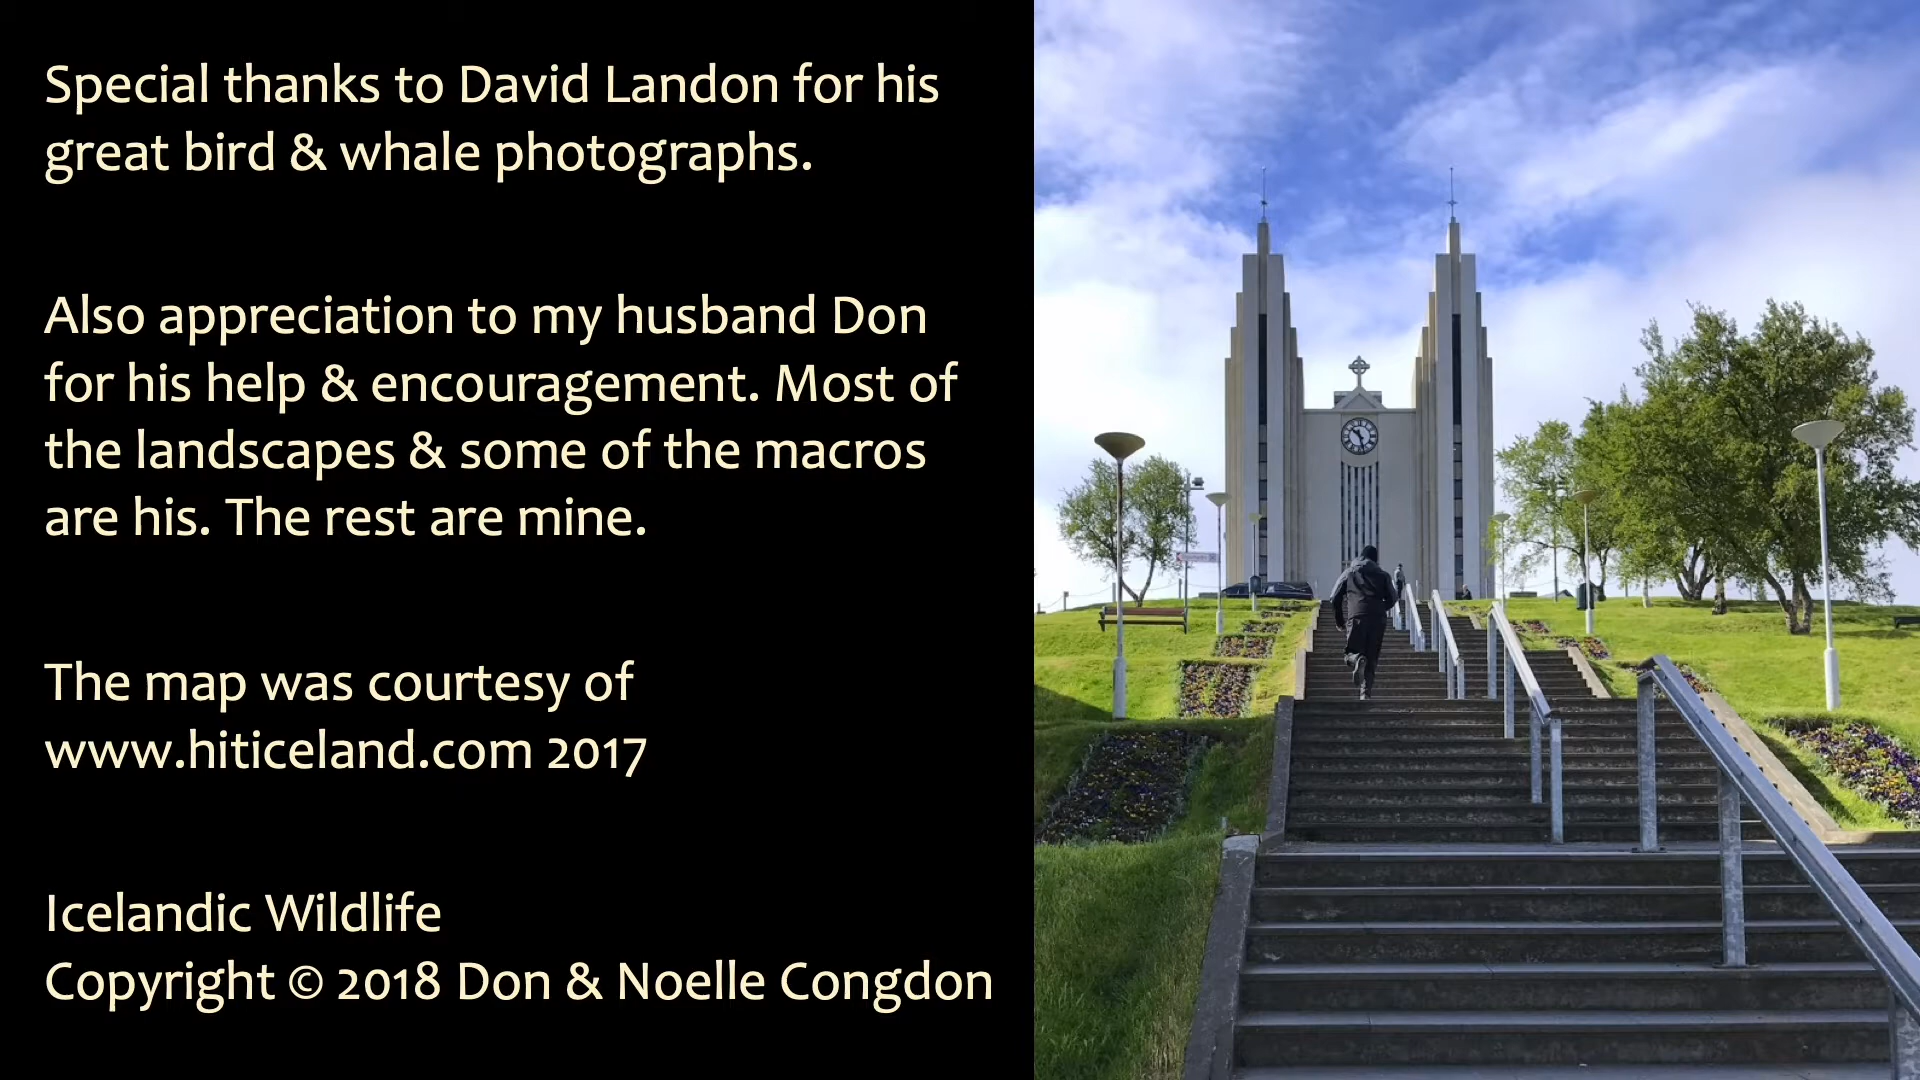 Special thanks to David Landon for his
great bird & whale photographs.
Also appreciation to my husband Don
for his help & encouragement. Most of
the landscapes & some of the macros
are his. The rest are mine.
The map was courtesy of
www.hiticeland.com 2017
Icelandic Wildlife
Copyright © 2018 Don & Noelle Congdon